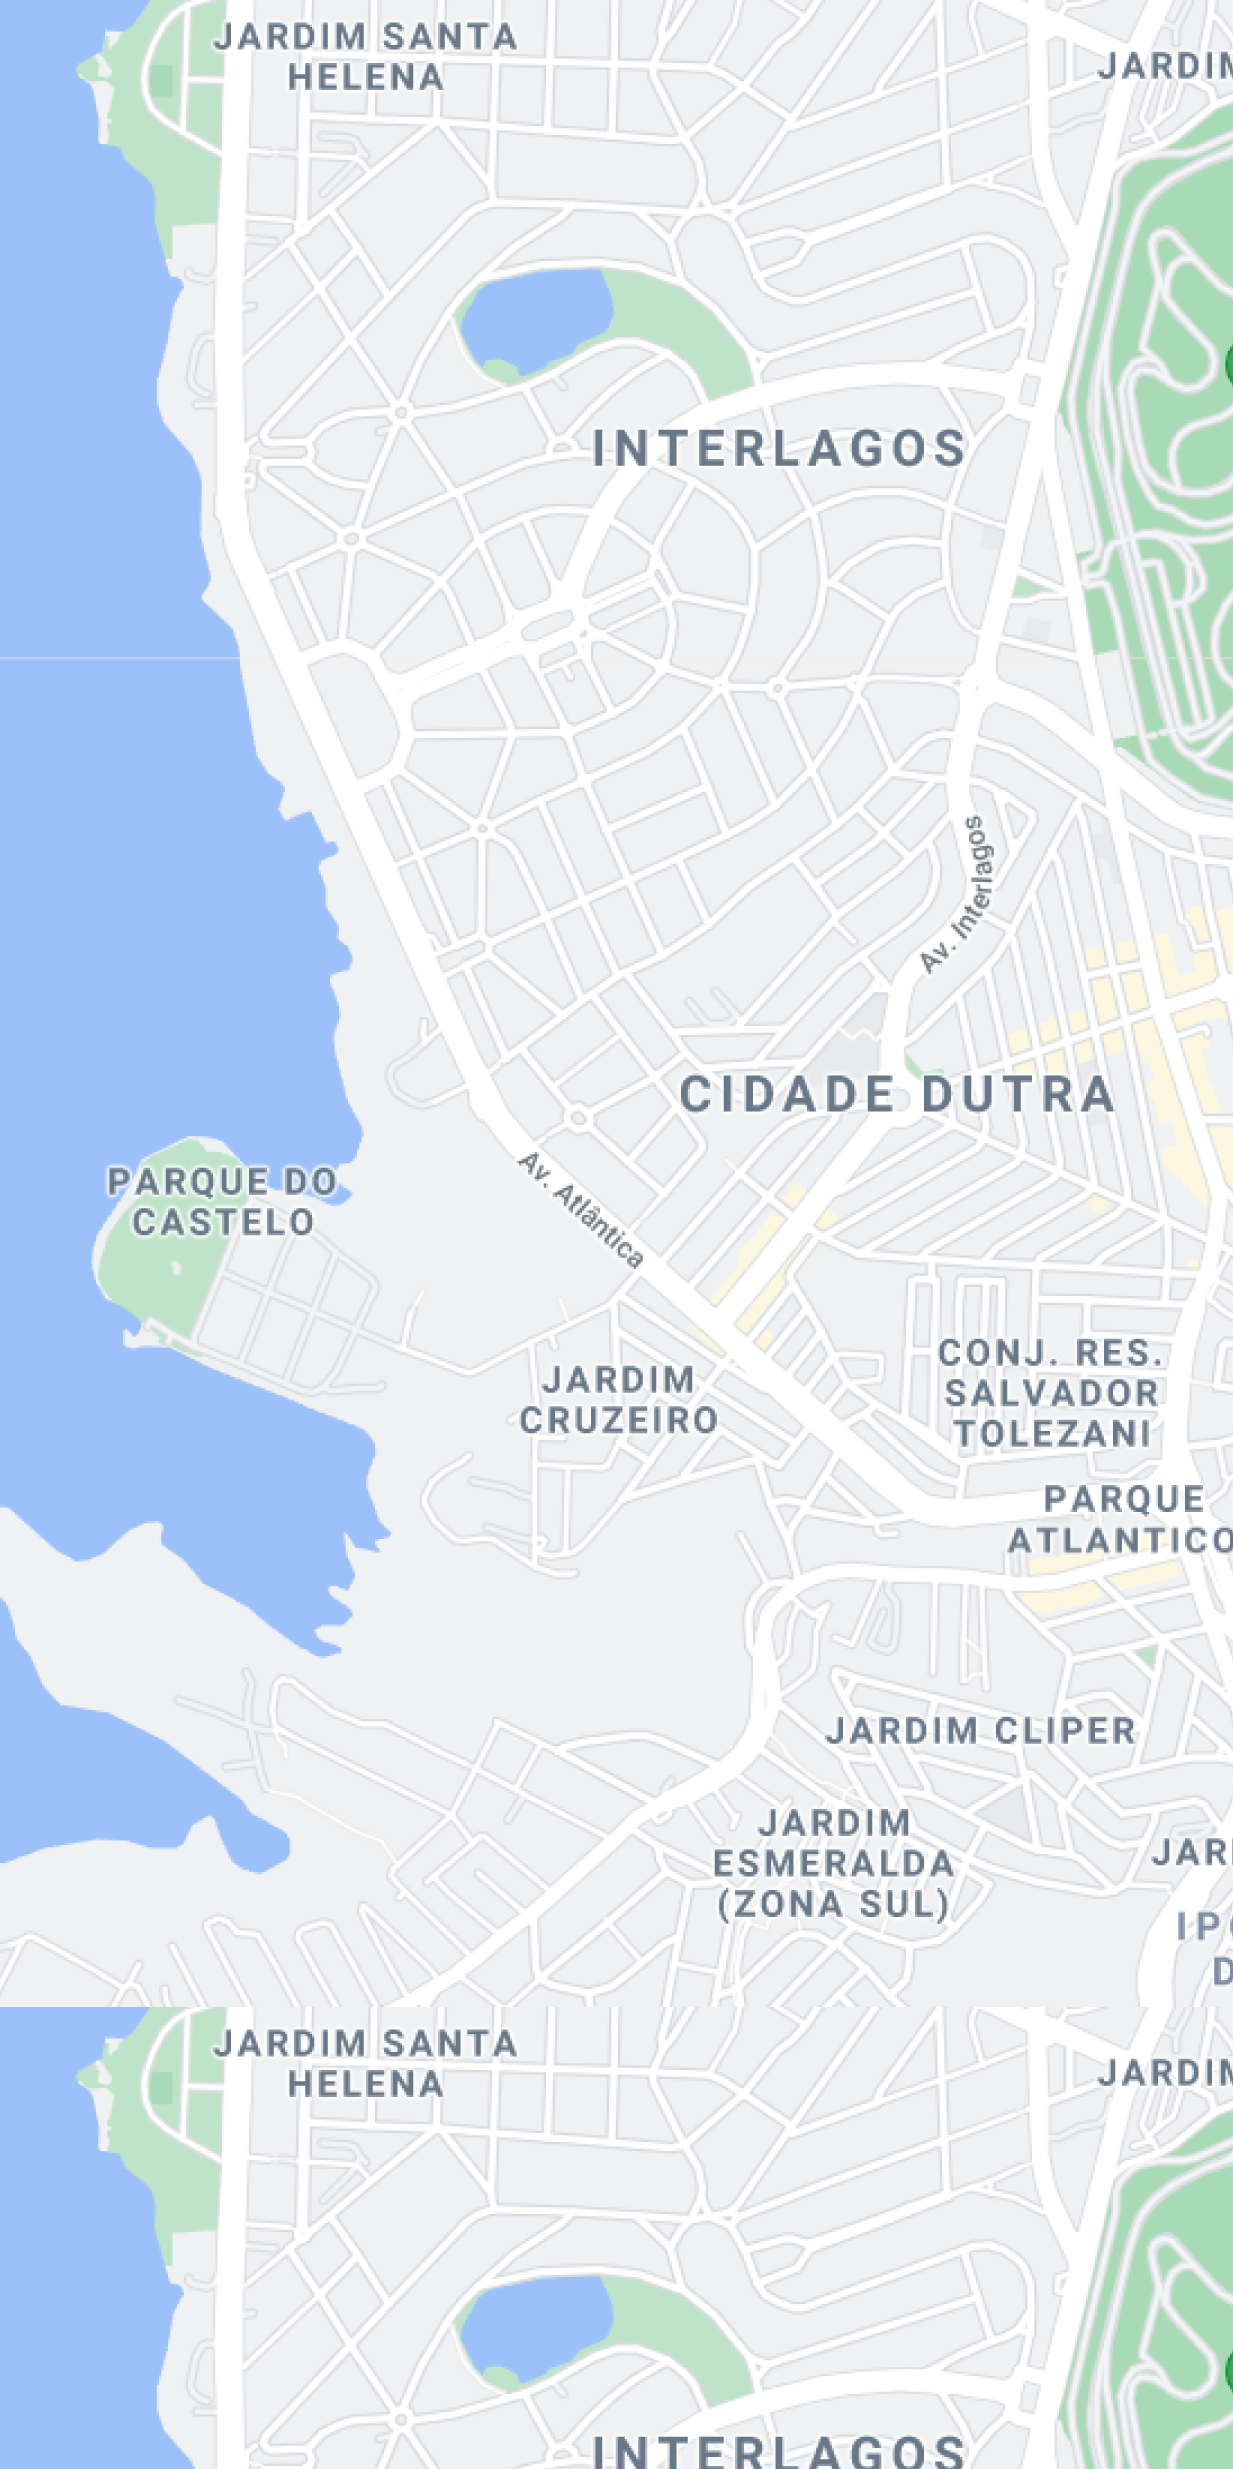 JARDIM SANTA
HELENA
JARDIM
INTERLAGOS
Av. Interlagos
CIDADE DUTRA
PARQUE DO
CASTELO
Av. Atlântica
JARDIM
CRUZEIRO
CONJ. RES.
SALVADOR
TOLEZANI
PARQUE
ATLANTICO
JARDIM CLIPER
JARDIM
ESMERALDA
(ZONA SUL)
JARDIM SANTA
HELENA
JARDIM
INTERLAGOS